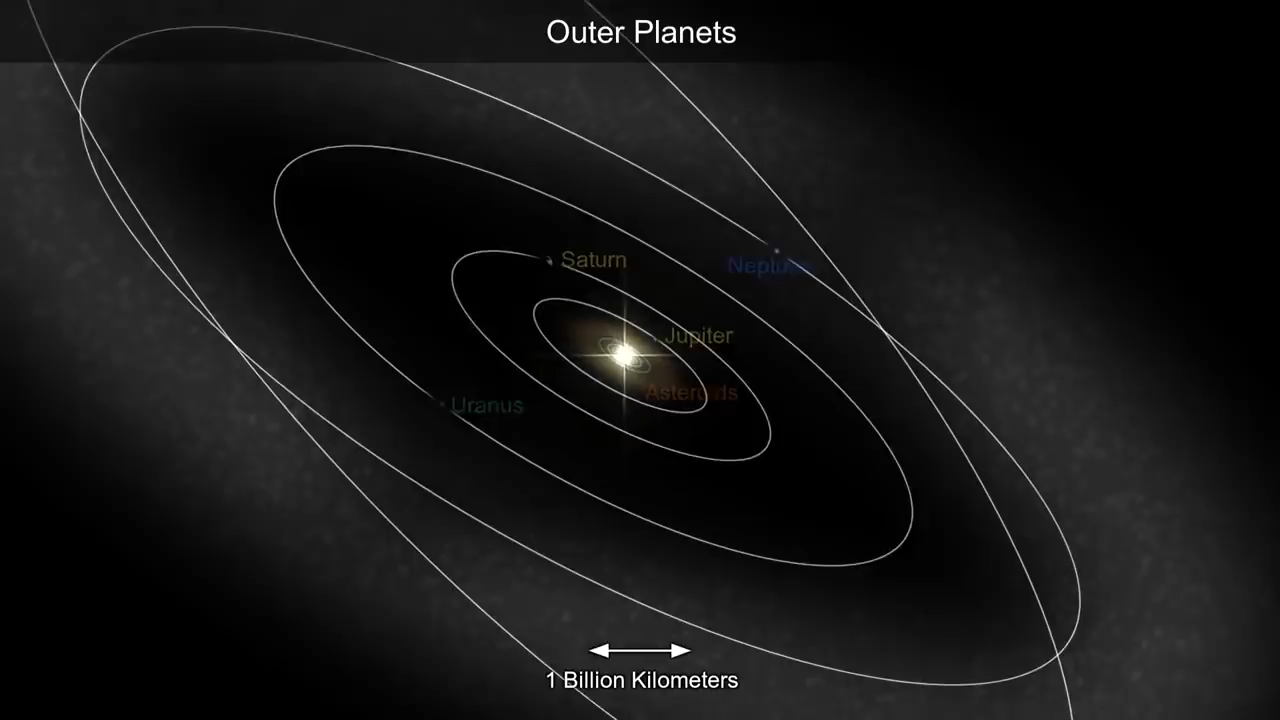 Outer Planets
Saturn
Neptune
Jupiter
Asteroids
Uranus
1 Billion Kilometers